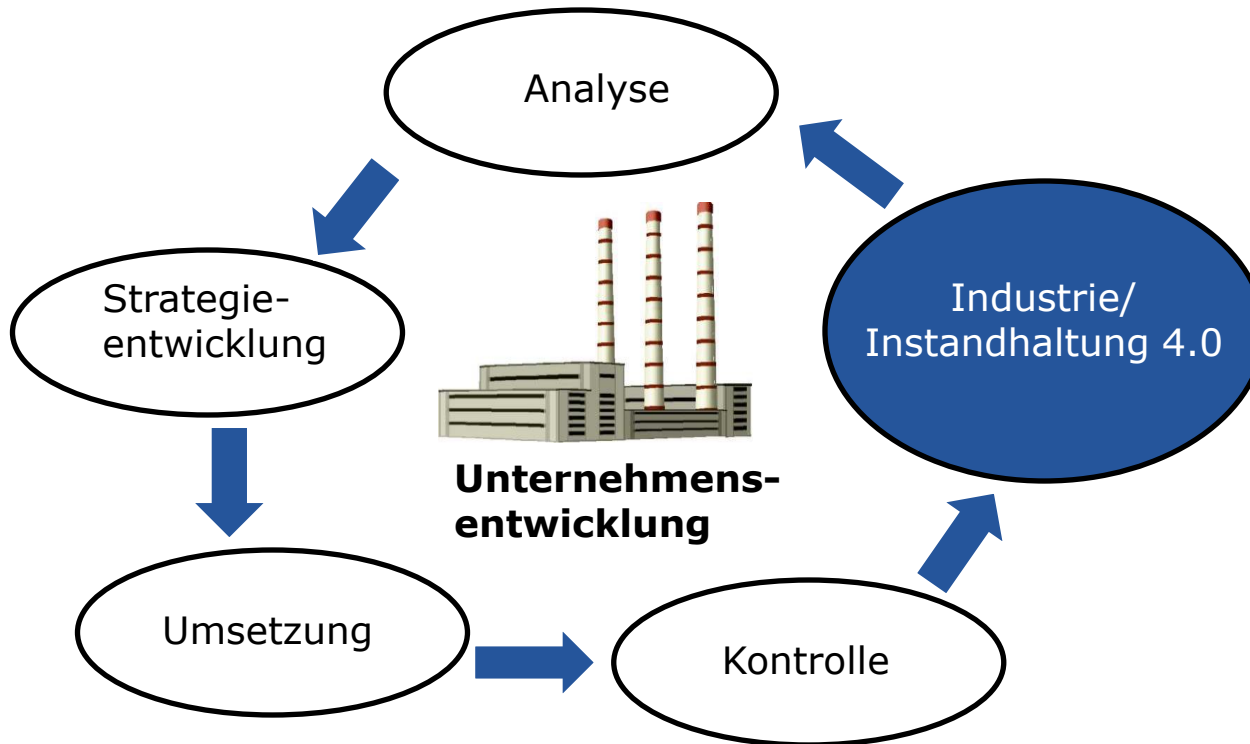 Analyse
Strategie-
entwicklung
Industrie/
Instandhaltung 4.0
Unternehmens-
entwicklung
Umsetzung
Kontrolle